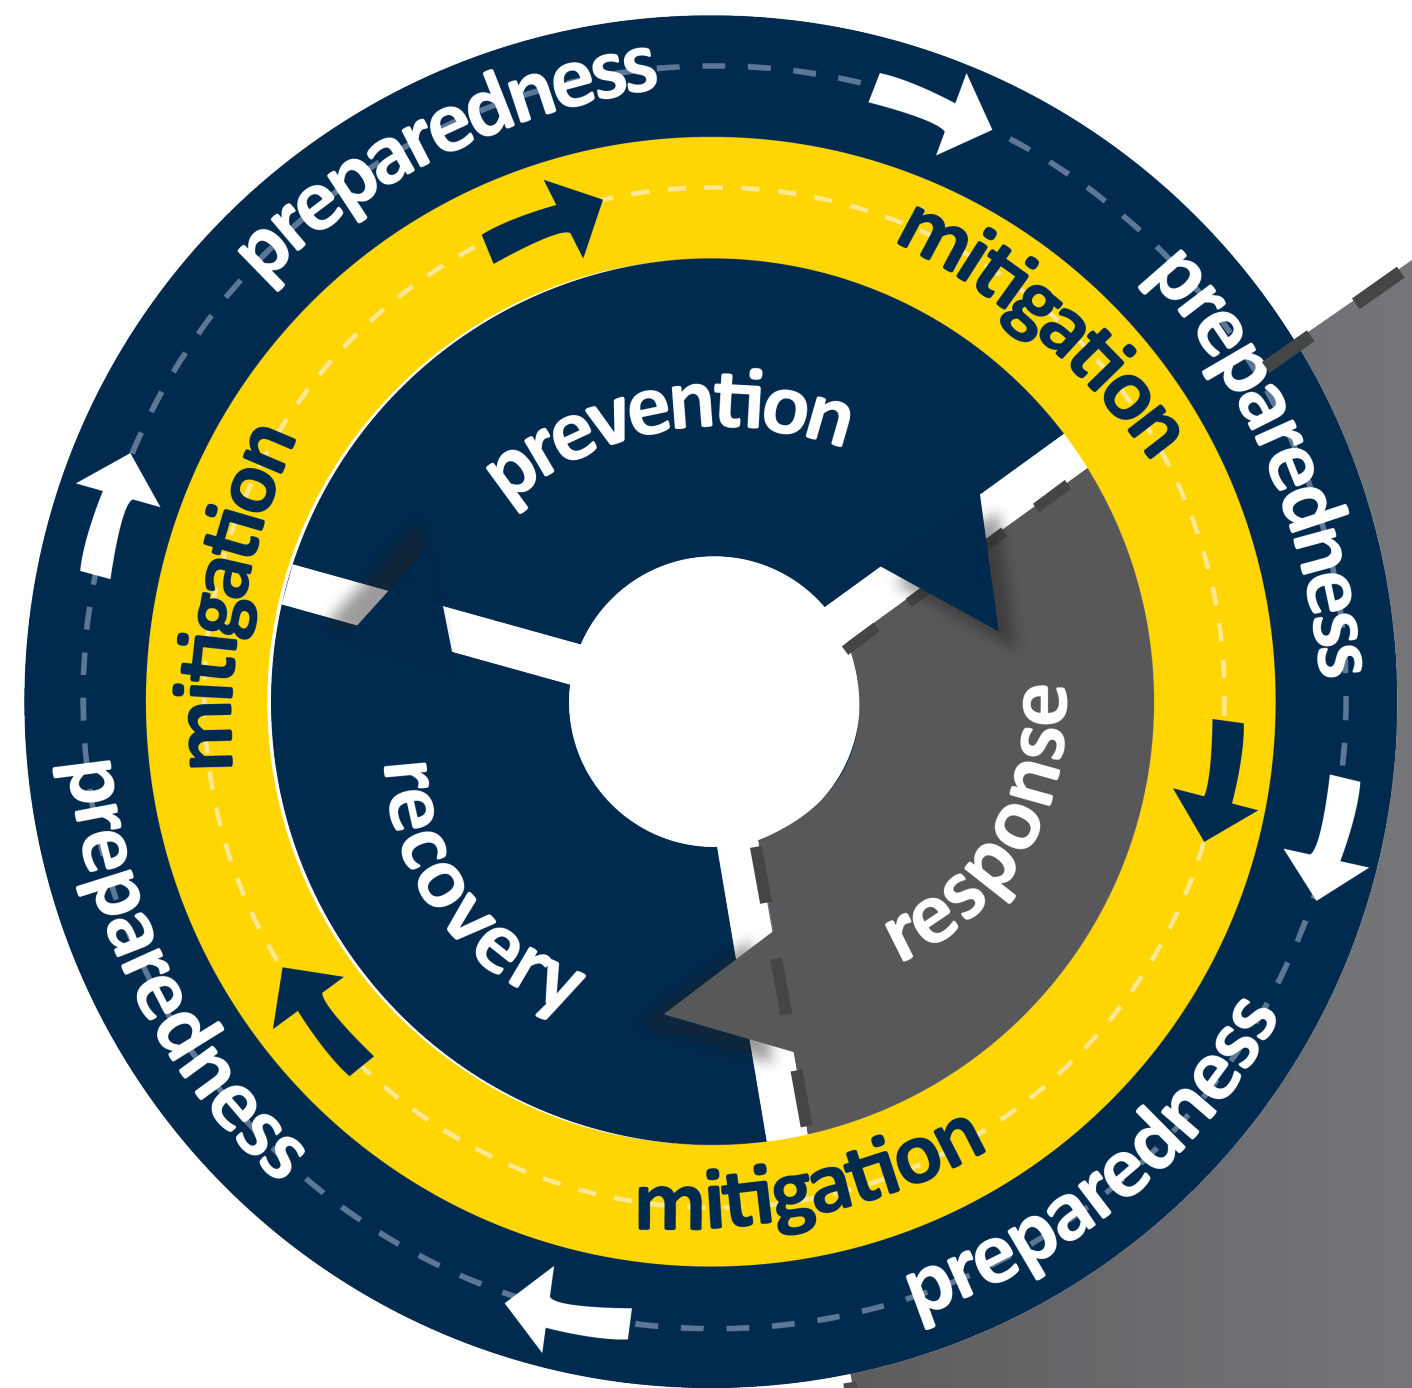 preparedness
preparedness
preparedness
preparedness
mitigation
mitigation
mitigation
prevention
response
recovery